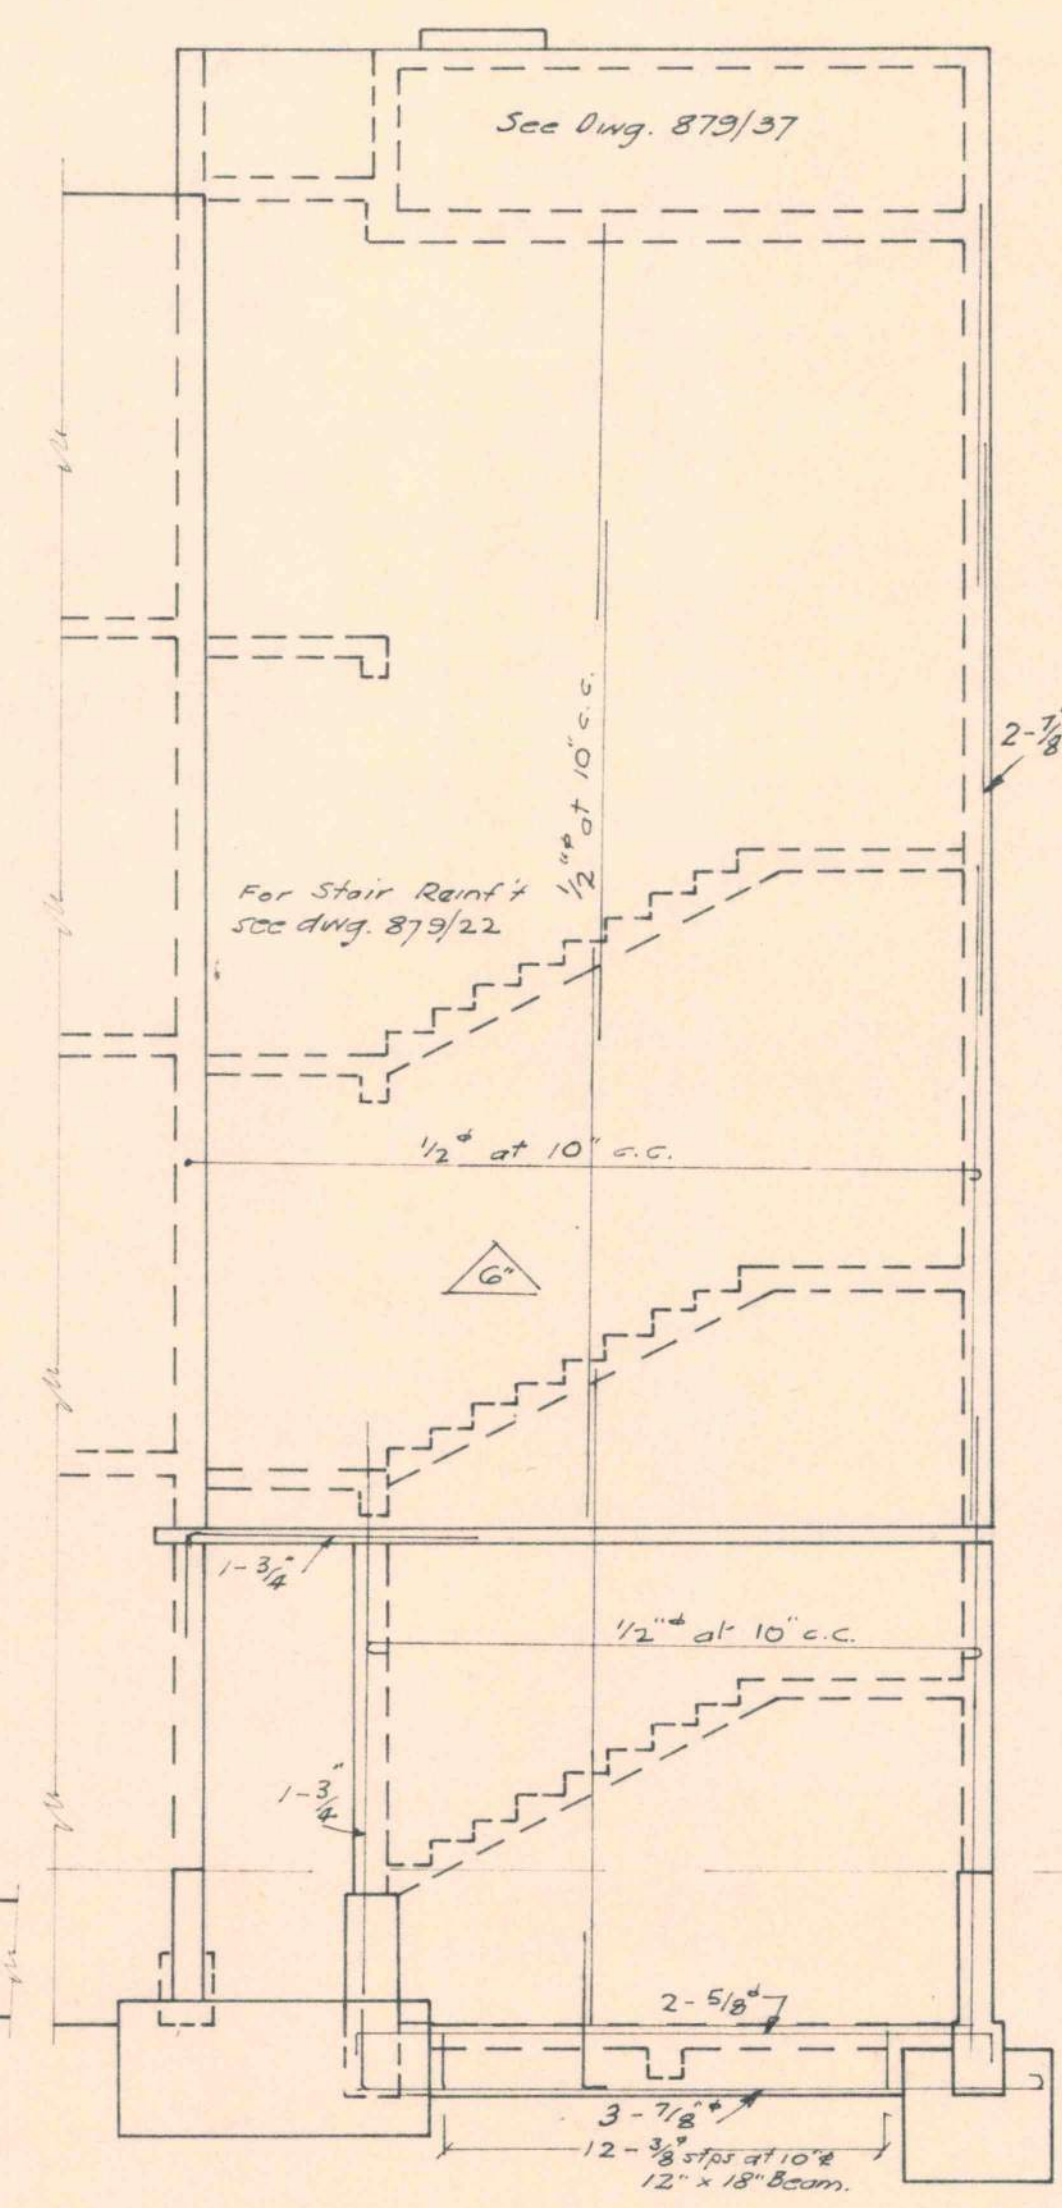 See Dwg. 879/37
1/2"ϕ at 10" c.c.
2-7/8
For Stair Reinf't
see dwg. 879/22
1/2"ϕ at 10" c.c.
6"
1-3/4"
1/2"ϕ at 10" c.c.
1-3/4"
2-5/8"ϕ
3-7/8"ϕ
12-3/8"ϕ stps at 10"
12" x 18" Beam.